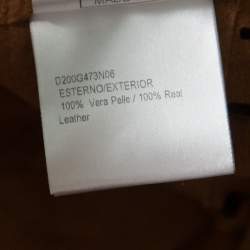 D200G473N06
ESTERNO/EXTERIOR
100% Vera Pelle / 100% Real
Leather